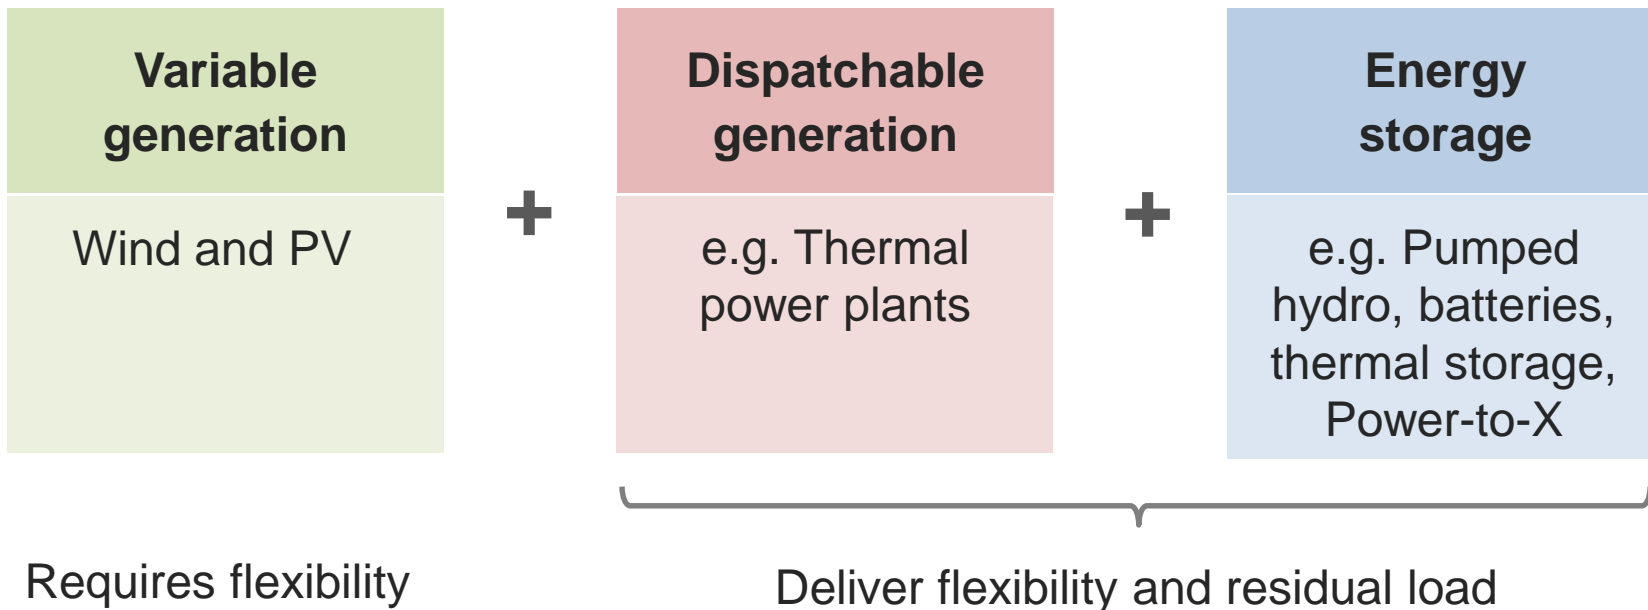 Variable
generation
Wind and PV
+
Dispatchable
generation
e.g. Thermal
power plants
+
Energy
storage
e.g. Pumped
hydro, batteries,
thermal storage,
Power-to-X
Requires flexibility
Deliver flexibility and residual load